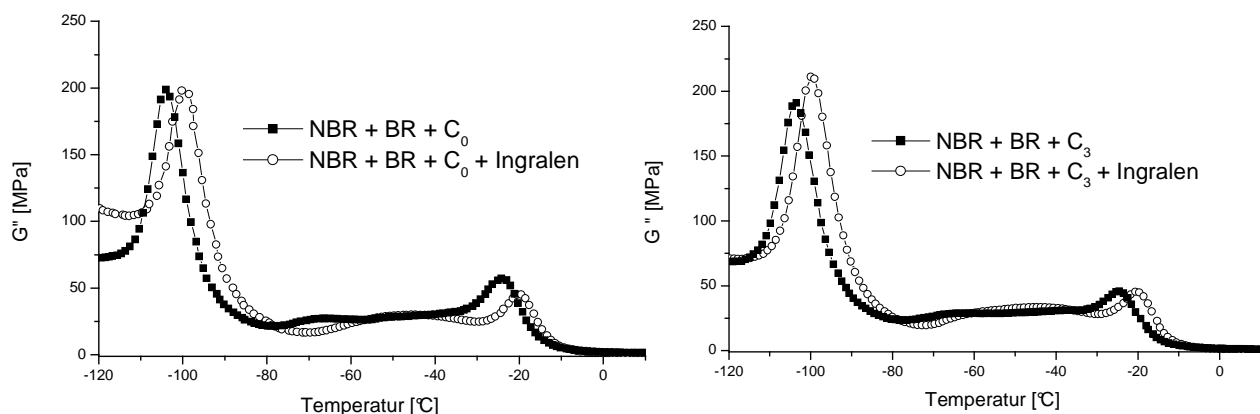 250
200
150
100
50
0
G" [MPa]
NBR + BR + C₀
NBR + BR + C₀ + Ingralen
-120 -100 -80 -60 -40 -20 0
Temperatur [°C]
250
200
150
100
50
0
G" [MPa]
NBR + BR + C₃
NBR + BR + C₃ + Ingralen
-120 -100 -80 -60 -40 -20 0
Temperatur [°C]